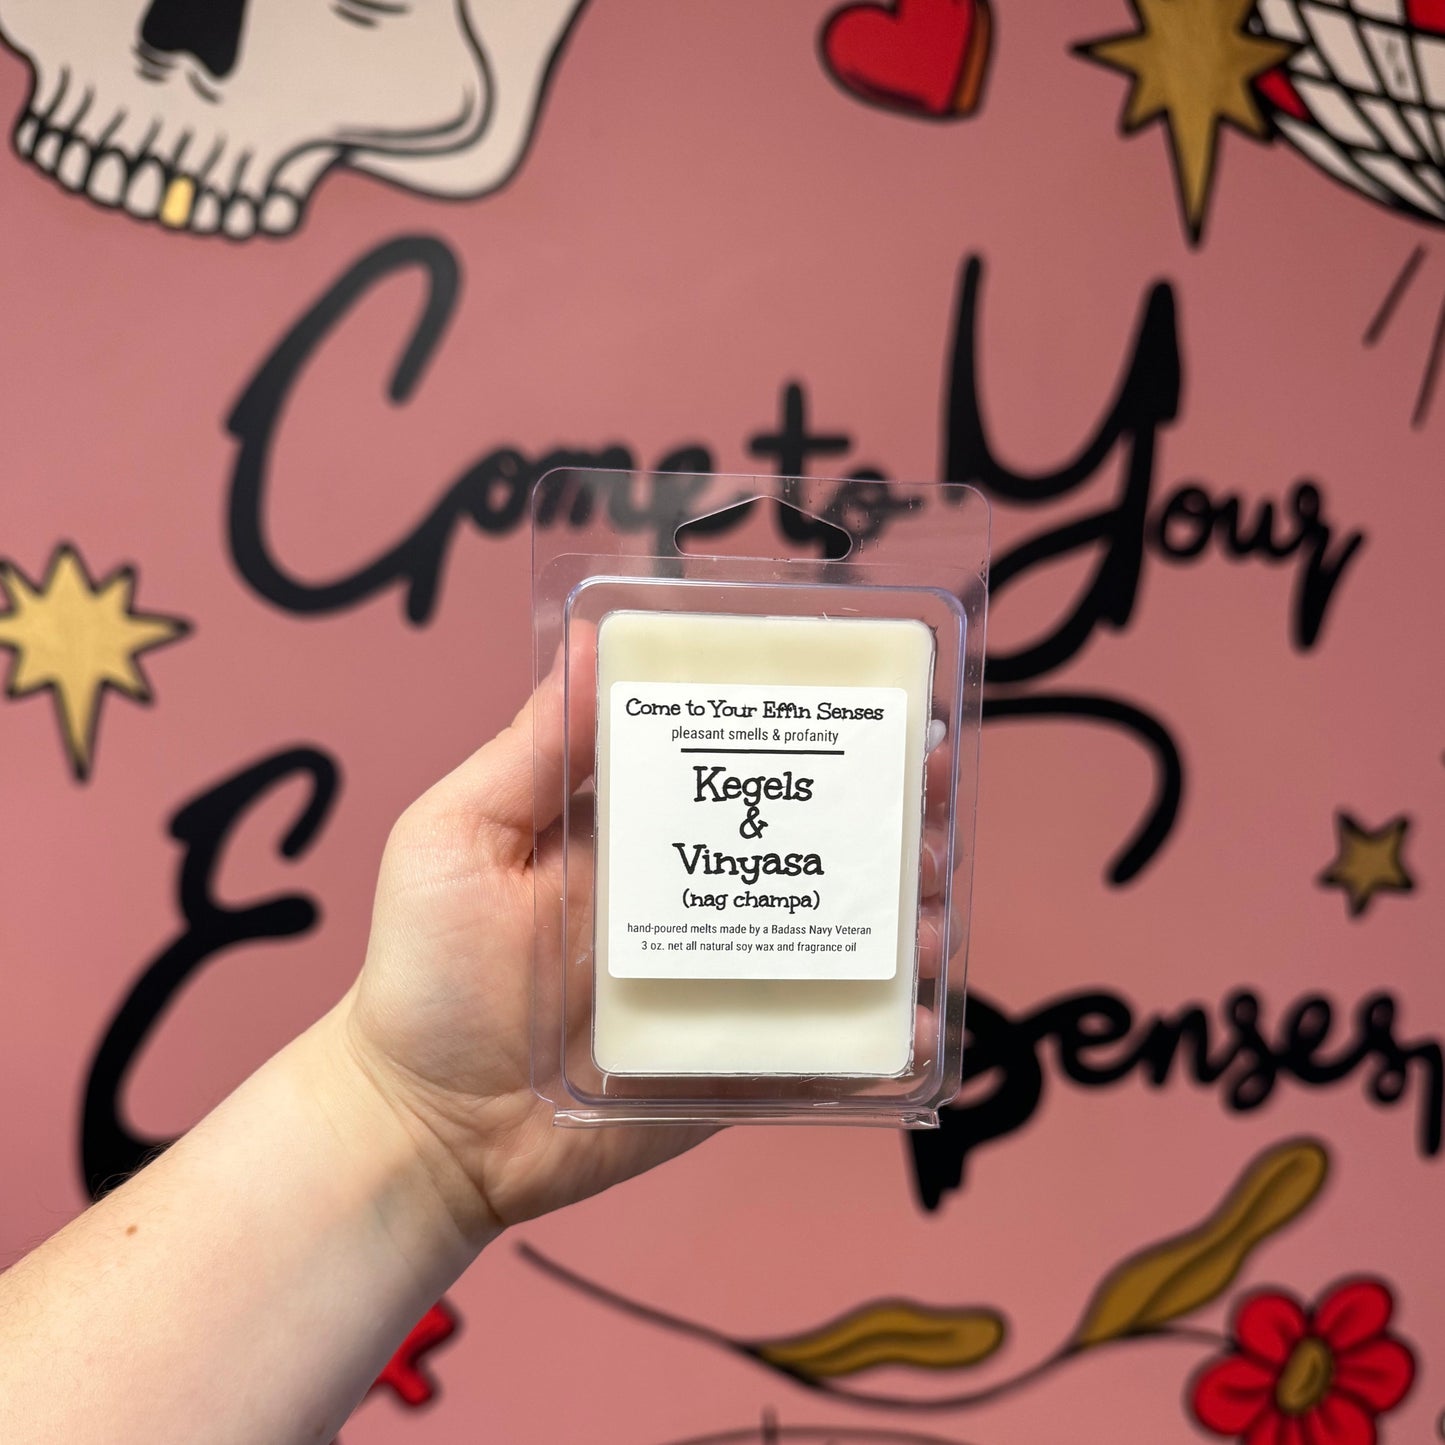 Come to Your
E
Senses
Come to Your Effin Senses
pleasant smells & profanity
Kegels
&
Vinyasa
(nag champa)
hand-poured melts made by a Badass Navy Veteran
3 oz. net all natural soy wax and fragrance oil